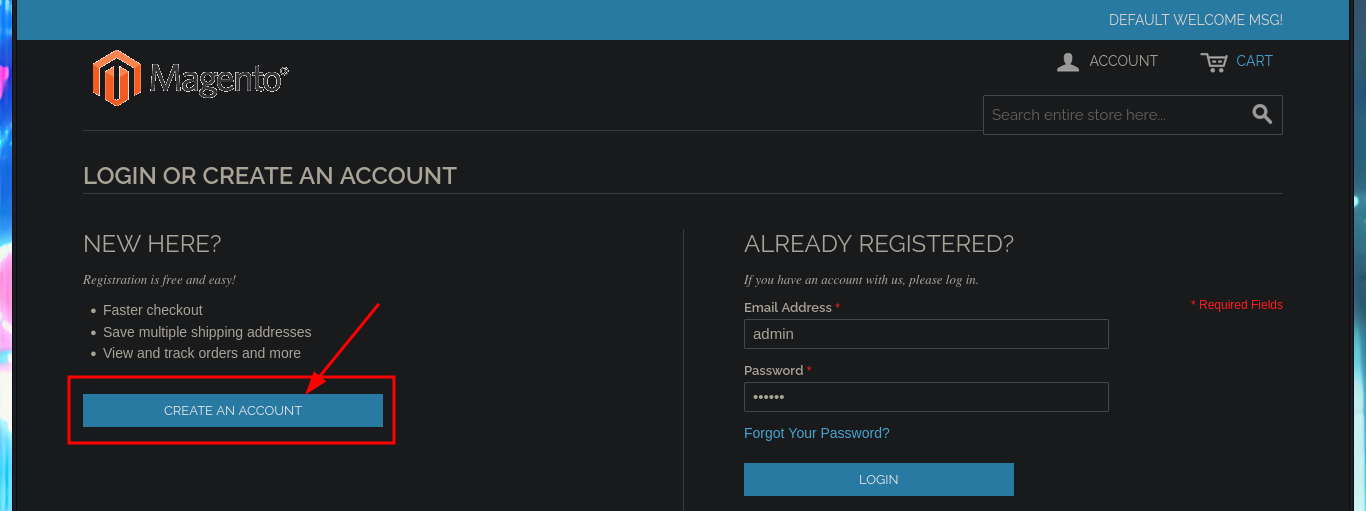 DEFAULT WELCOME MSG!
Magento®
ACCOUNT
CART
Search entire store here...
LOGIN OR CREATE AN ACCOUNT
NEW HERE?
Registration is free and easy!
• Faster checkout
• Save multiple shipping addresses
• View and track orders and more
CREATE AN ACCOUNT
ALREADY REGISTERED?
If you have an account with us, please log in.
* Required Fields
Email Address *
admin
Password *
••••••
Forgot Your Password?
LOGIN